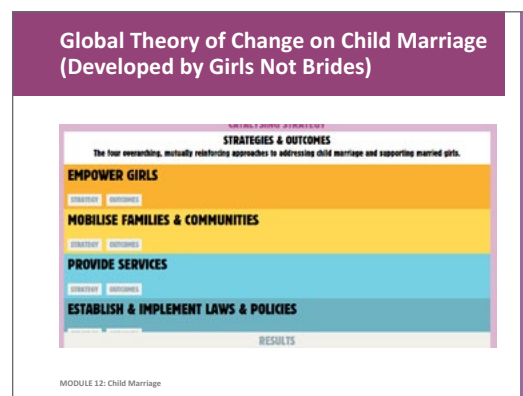 Global Theory of Change on Child Marriage
(Developed by Girls Not Brides)
CATALYSING STRATEGY
STRATEGIES & OUTCOMES
The four overarching, mutually reinforcing approaches to addressing child marriage and supporting married girls.
EMPOWER GIRLS
STRATEGY OUTCOMES
MOBILISE FAMILIES & COMMUNITIES
STRATEGY OUTCOMES
PROVIDE SERVICES
STRATEGY OUTCOMES
ESTABLISH & IMPLEMENT LAWS & POLICIES
RESULTS
MODULE 12: Child Marriage